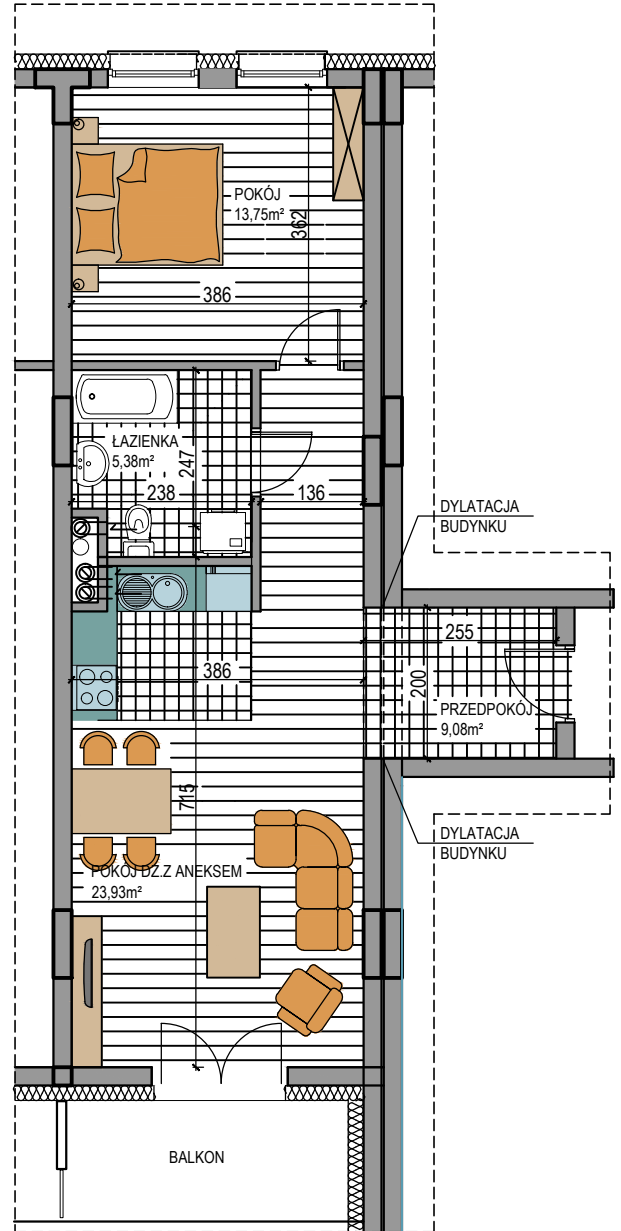 POKÓJ
13,75m²
362
386
ŁAZIENKA
5,38m²
247
238
136
DYLATACJA
BUDYNKU
255
386
200
PRZEDPOKÓJ
9,08m²
715
DYLATACJA
BUDYNKU
POKÓJ DZ.Z ANEKSEM
23,93m²
BALKON